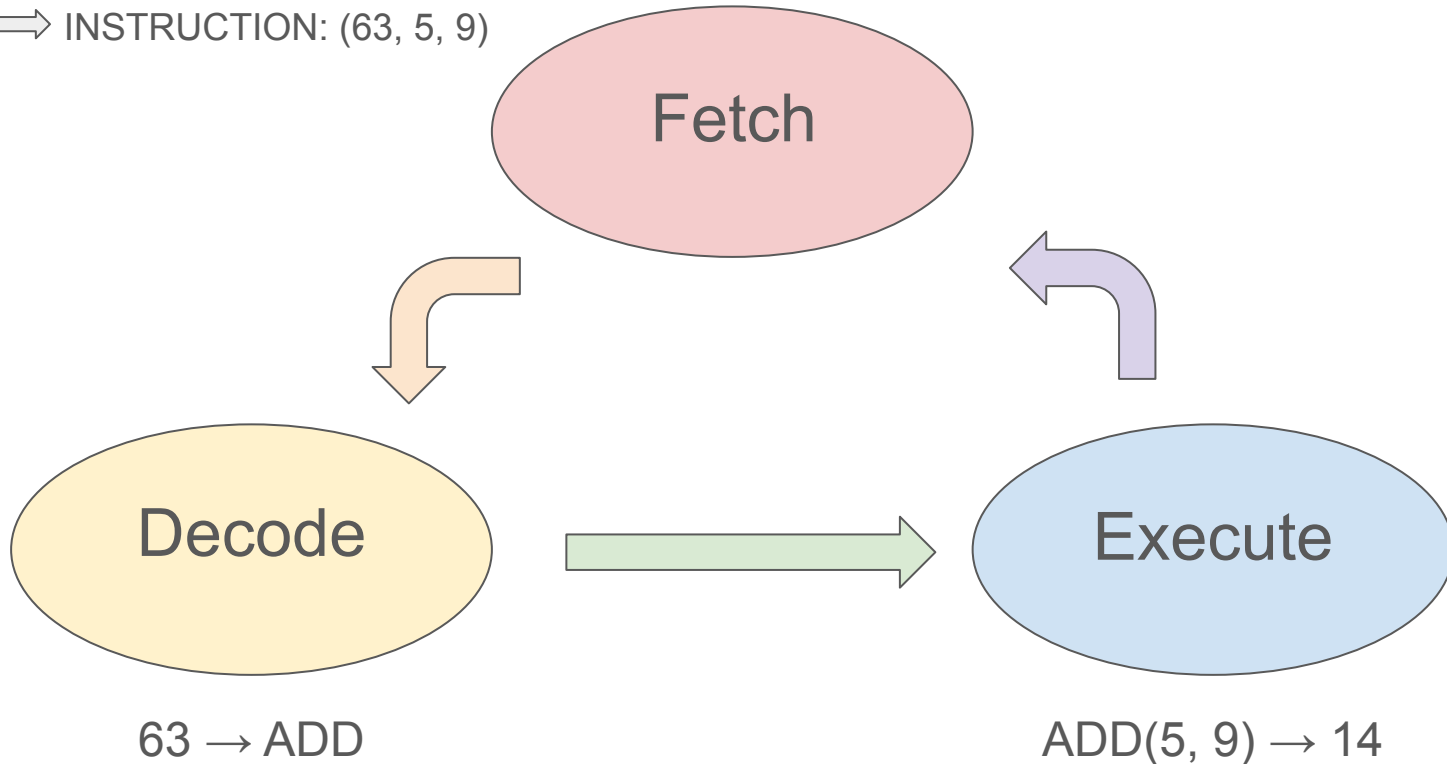 INSTRUCTION: (63, 5, 9)
Fetch
Decode
Execute
63 → ADD
ADD(5, 9) → 14